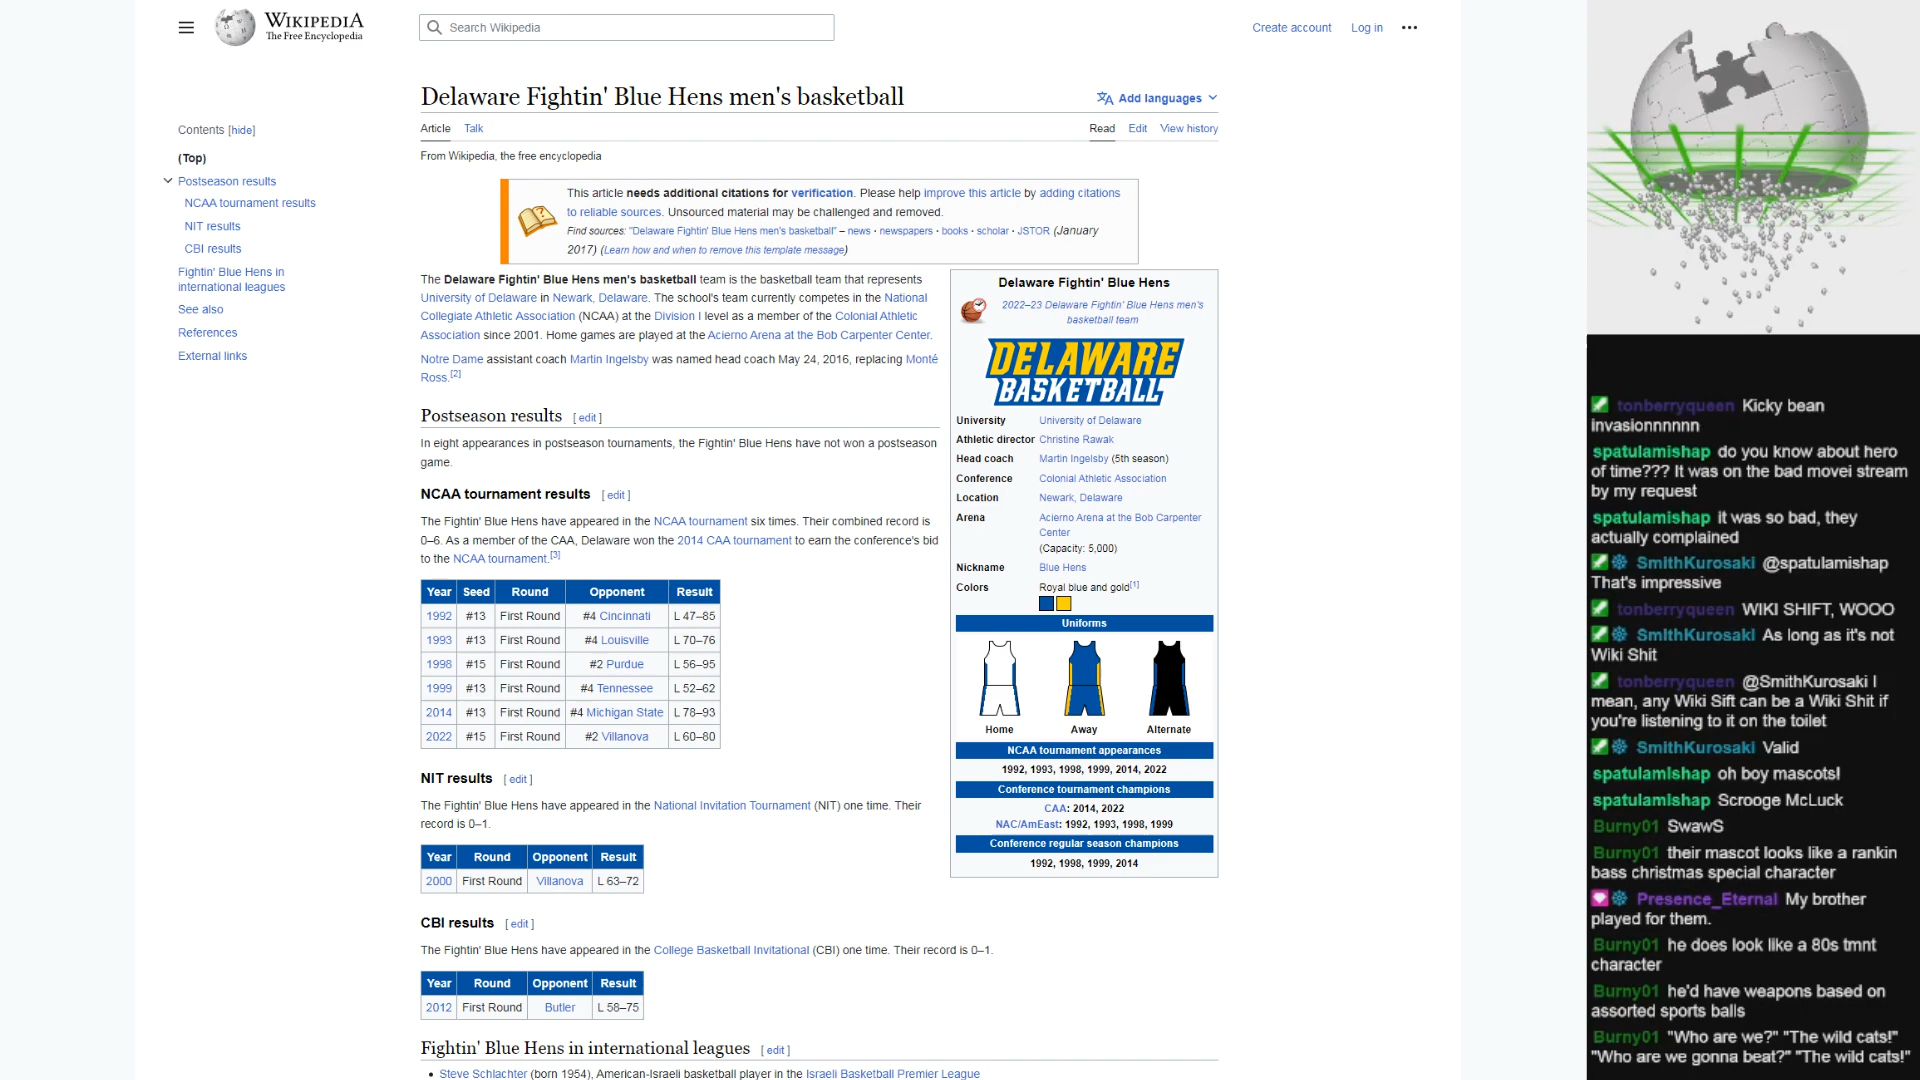 WIKIPEDIA
The Free Encyclopedia
Search Wikipedia
Create account
Log in
Contents [hide]
(Top)
Postseason results
NCAA tournament results
NIT results
CBI results
Fightin' Blue Hens in
international leagues
See also
References
External links
Delaware Fightin' Blue Hens men's basketball
Add languages
Article Talk
Read Edit View history
From Wikipedia, the free encyclopedia
This article needs additional citations for verification. Please help improve this article by adding citations
to reliable sources. Unsourced material may be challenged and removed.
Find sources: "Delaware Fightin' Blue Hens men's basketball" – news · newspapers · books · scholar · JSTOR (January
2017) (Learn how and when to remove this template message)
The Delaware Fightin' Blue Hens men's basketball team is the basketball team that represents
University of Delaware in Newark, Delaware. The school's team currently competes in the National
Collegiate Athletic Association (NCAA) at the Division I level as a member of the Colonial Athletic
Association since 2001. Home games are played at the Acierno Arena at the Bob Carpenter Center.
Notre Dame assistant coach Martin Ingelsby was named head coach May 24, 2016, replacing Monté
Ross.[2]
Postseason results [ edit ]
In eight appearances in postseason tournaments, the Fightin' Blue Hens have not won a postseason
game.
NCAA tournament results [ edit ]
The Fightin' Blue Hens have appeared in the NCAA tournament six times. Their combined record is
0–6. As a member of the CAA, Delaware won the 2014 CAA tournament to earn the conference's bid
to the NCAA tournament.[3]
Year Seed Round Opponent Result
1992 #13 First Round #4 Cincinnati L 47–85
1993 #13 First Round #4 Louisville L 70–76
1998 #15 First Round #2 Purdue L 56–95
1999 #13 First Round #4 Tennessee L 52–62
2014 #13 First Round #4 Michigan State L 78–93
2022 #15 First Round #2 Villanova L 60–80
NIT results [ edit ]
The Fightin' Blue Hens have appeared in the National Invitation Tournament (NIT) one time. Their
record is 0–1.
Year Round Opponent Result
2000 First Round Villanova L 63–72
CBI results [ edit ]
The Fightin' Blue Hens have appeared in the College Basketball Invitational (CBI) one time. Their record is 0–1.
Year Round Opponent Result
2012 First Round Butler L 58–75
Fightin' Blue Hens in international leagues [ edit ]
• Steve Schlachter (born 1954), American-Israeli basketball player in the Israeli Basketball Premier League
Delaware Fightin' Blue Hens
2022–23 Delaware Fightin' Blue Hens men's
basketball team
DELAWARE
BASKETBALL
University University of Delaware
Athletic director Christine Rawak
Head coach Martin Ingelsby (5th season)
Conference Colonial Athletic Association
Location Newark, Delaware
Arena Acierno Arena at the Bob Carpenter
Center
(Capacity: 5,000)
Nickname Blue Hens
Colors Royal blue and gold[1]
Uniforms
Home Away Alternate
NCAA tournament appearances
1992, 1993, 1998, 1999, 2014, 2022
Conference tournament champions
CAA: 2014, 2022
NAC/AmEast: 1992, 1993, 1998, 1999
Conference regular season champions
1992, 1998, 1999, 2014
tonberryqueen Kicky bean
invasionnnnnn
spatulamishap do you know about hero
of time??? It was on the bad movei stream
by my request
spatulamishap it was so bad, they
actually complained
SmithKurosaki @spatulamishap
That's impressive
tonberryqueen WIKI SHIFT, WOOO
SmithKurosaki As long as it's not
Wiki Shit
tonberryqueen @SmithKurosaki I
mean, any Wiki Sift can be a Wiki Shit if
you're listening to it on the toilet
SmithKurosaki Valid
spatulamishap oh boy mascots!
spatulamishap Scrooge McLuck
Burny01 SwawS
Burny01 their mascot looks like a rankin
bass christmas special character
Presence_Eternal My brother
played for them.
Burny01 he does look like a 80s tmnt
character
Burny01 he'd have weapons based on
assorted sports balls
Burny01 "Who are we?" "The wild cats!"
"Who are we gonna beat?" "The wild cats!"